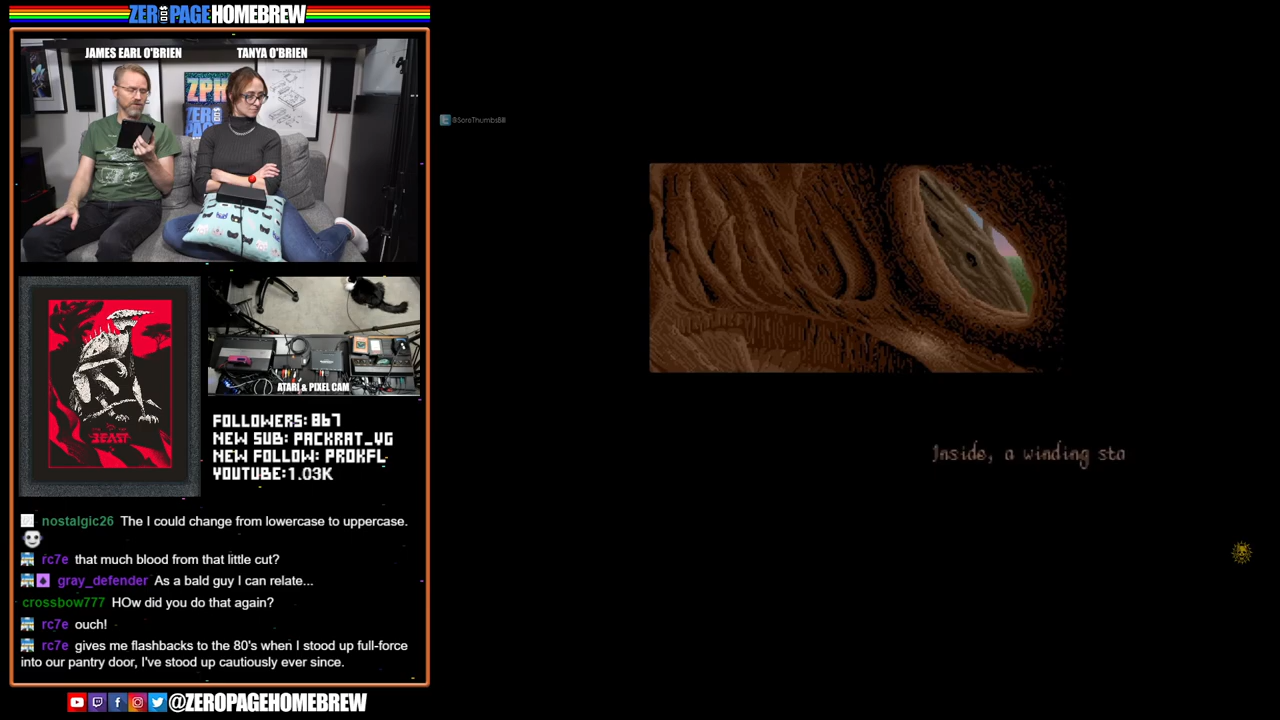 ZEROPAGEHOMEBREW
JAMES EARL O'BRIEN
TANYA O'BRIEN
ZPH
BEAST
ATARI & PIXEL CAM
FOLLOWERS: 867
NEW SUB: PACKRAT_VG
NEW FOLLOW: PROKFL
YOUTUBE:1.03K
nostalgic26 The I could change from lowercase to uppercase.
rc7e that much blood from that little cut?
gray_defender As a bald guy I can relate...
crossbow777 HOw did you do that again?
rc7e ouch!
rc7e gives me flashbacks to the 80's when I stood up full-force
into our pantry door, I've stood up cautiously ever since.
@ZEROPAGEHOMEBREW
@SoroThumbsBill
Inside, a winding sta